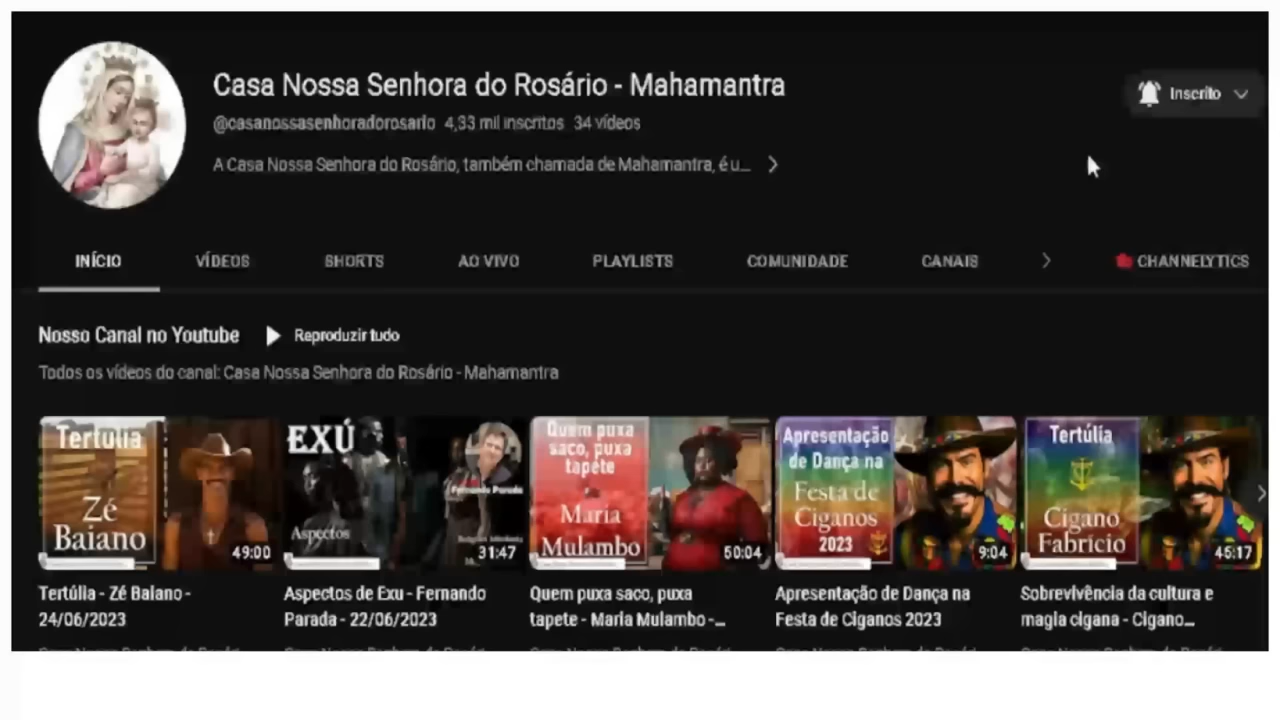 Casa Nossa Senhora do Rosário - Mahamantra
@casanossasenhoradorosario 4,33 mil inscritos 34 vídeos
Inscrito
A Casa Nossa Senhora do Rosário, também chamada de Mahamantra, é u...
INÍCIO VÍDEOS SHORTS AO VIVO PLAYLISTS COMUNIDADE CANAIS CHANNELYTICS
Nosso Canal no Youtube Reproduzir tudo
Todos os vídeos do canal: Casa Nossa Senhora do Rosário - Mahamantra
Tertúlia
Zé
Baiano
49:00
EXÚ
Fernando Parada
Aspectos
31:47
Quem puxa
saco, puxa
tapete
Maria
Mulambo
50:04
Apresentação
de Dança na
Festa de
Ciganos
2023
9:04
Tertúlia
Cigano
Fabricio
45:17
Tertúlia - Zé Baiano -
24/06/2023
Aspectos de Exu - Fernando
Parada - 22/06/2023
Quem puxa saco, puxa
tapete - Maria Mulambo -...
Apresentação de Dança na
Festa de Ciganos 2023
Sobrevivência da cultura e
magia cigana - Cigano...